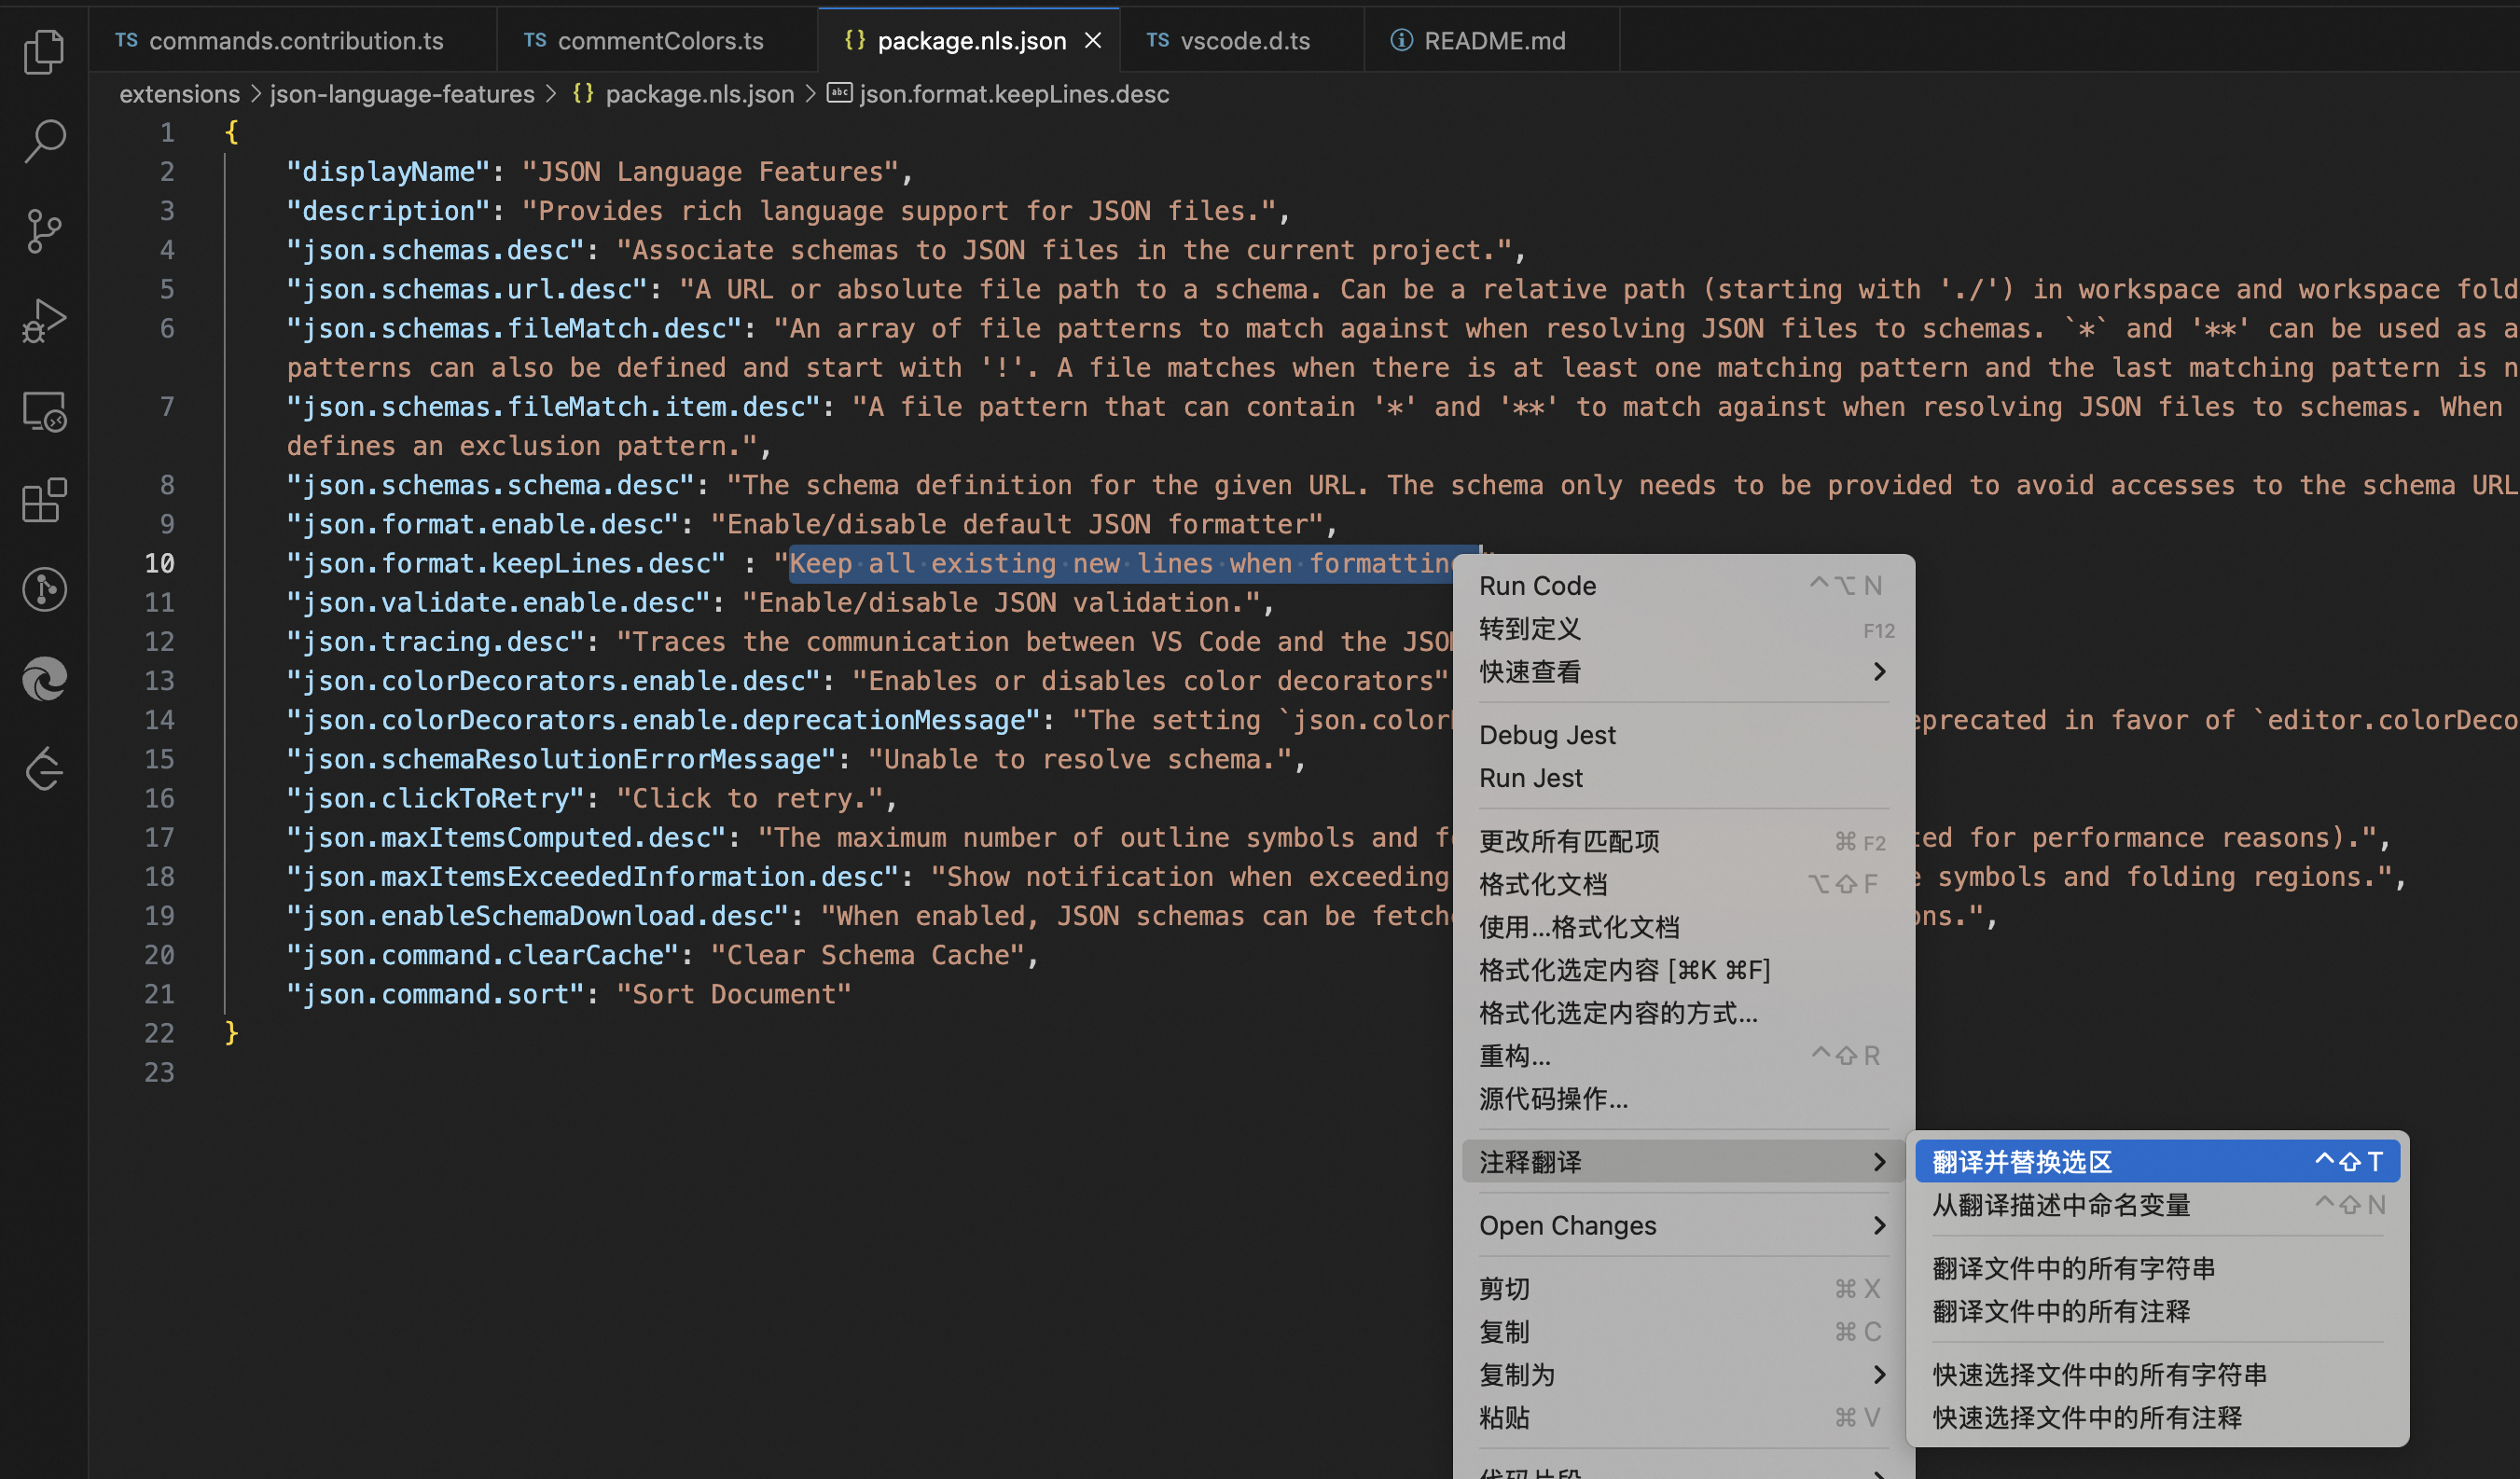 TS commands.contribution.ts
TS commentColors.ts
{} package.nls.json
TS vscode.d.ts
README.md
extensions > json-language-features > {} package.nls.json > abc json.format.keepLines.desc
1 {
2 "displayName": "JSON Language Features",
3 "description": "Provides rich language support for JSON files.",
4 "json.schemas.desc": "Associate schemas to JSON files in the current project.",
5 "json.schemas.url.desc": "A URL or absolute file path to a schema. Can be a relative path (starting with './') in workspace and workspace fold
6 "json.schemas.fileMatch.desc": "An array of file patterns to match against when resolving JSON files to schemas. `*` and '**' can be used as a
patterns can also be defined and start with '!'. A file matches when there is at least one matching pattern and the last matching pattern is n
7 "json.schemas.fileMatch.item.desc": "A file pattern that can contain '*' and '**' to match against when resolving JSON files to schemas. When
defines an exclusion pattern.",
8 "json.schemas.schema.desc": "The schema definition for the given URL. The schema only needs to be provided to avoid accesses to the schema URL
9 "json.format.enable.desc": "Enable/disable default JSON formatter",
10 "json.format.keepLines.desc" : "Keep all existing new lines when formatting
11 "json.validate.enable.desc": "Enable/disable JSON validation.",
12 "json.tracing.desc": "Traces the communication between VS Code and the JSON
13 "json.colorDecorators.enable.desc": "Enables or disables color decorators"
14 "json.colorDecorators.enable.deprecationMessage": "The setting `json.color eprecated in favor of `editor.colorDeco
15 "json.schemaResolutionErrorMessage": "Unable to resolve schema.",
16 "json.clickToRetry": "Click to retry.",
17 "json.maxItemsComputed.desc": "The maximum number of outline symbols and f ted for performance reasons).",
18 "json.maxItemsExceededInformation.desc": "Show notification when exceeding e symbols and folding regions.",
19 "json.enableSchemaDownload.desc": "When enabled, JSON schemas can be fetch ons.",
20 "json.command.clearCache": "Clear Schema Cache",
21 "json.command.sort": "Sort Document"
22 }
23
Run Code ⌃⌥N
转到定义 F12
快速查看
Debug Jest
Run Jest
更改所有匹配项 ⌘F2
格式化文档 ⌥⇧F
使用...格式化文档
格式化选定内容 [⌘K ⌘F]
格式化选定内容的方式...
重构... ⌃⇧R
源代码操作...
注释翻译
Open Changes
剪切 ⌘X
复制 ⌘C
复制为
粘贴 ⌘V
翻译并替换选区 ⌃⇧T
从翻译描述中命名变量 ⌃⇧N
翻译文件中的所有字符串
翻译文件中的所有注释
快速选择文件中的所有字符串
快速选择文件中的所有注释